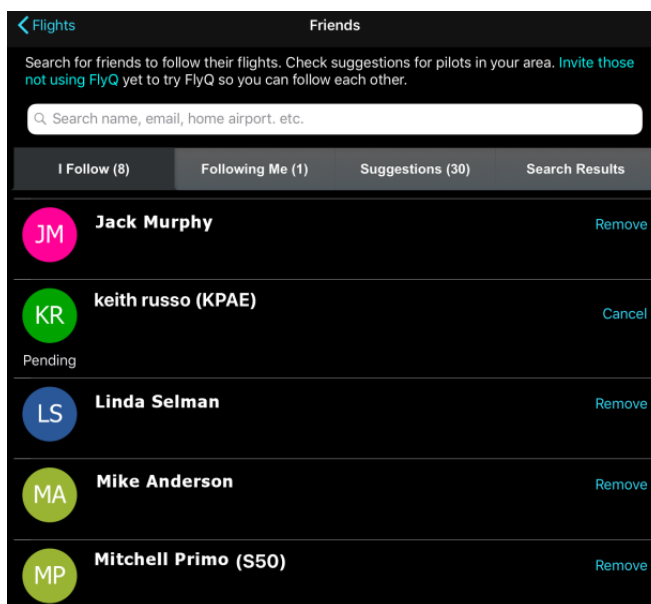 Flights
Friends
Search for friends to follow their flights. Check suggestions for pilots in your area. Invite those
not using FlyQ yet to try FlyQ so you can follow each other.
Search name, email, home airport. etc.
I Follow (8) Following Me (1) Suggestions (30) Search Results
JM Jack Murphy Remove
KR keith russo (KPAE) Cancel
Pending
LS Linda Selman Remove
MA Mike Anderson Remove
MP Mitchell Primo (S50) Remove